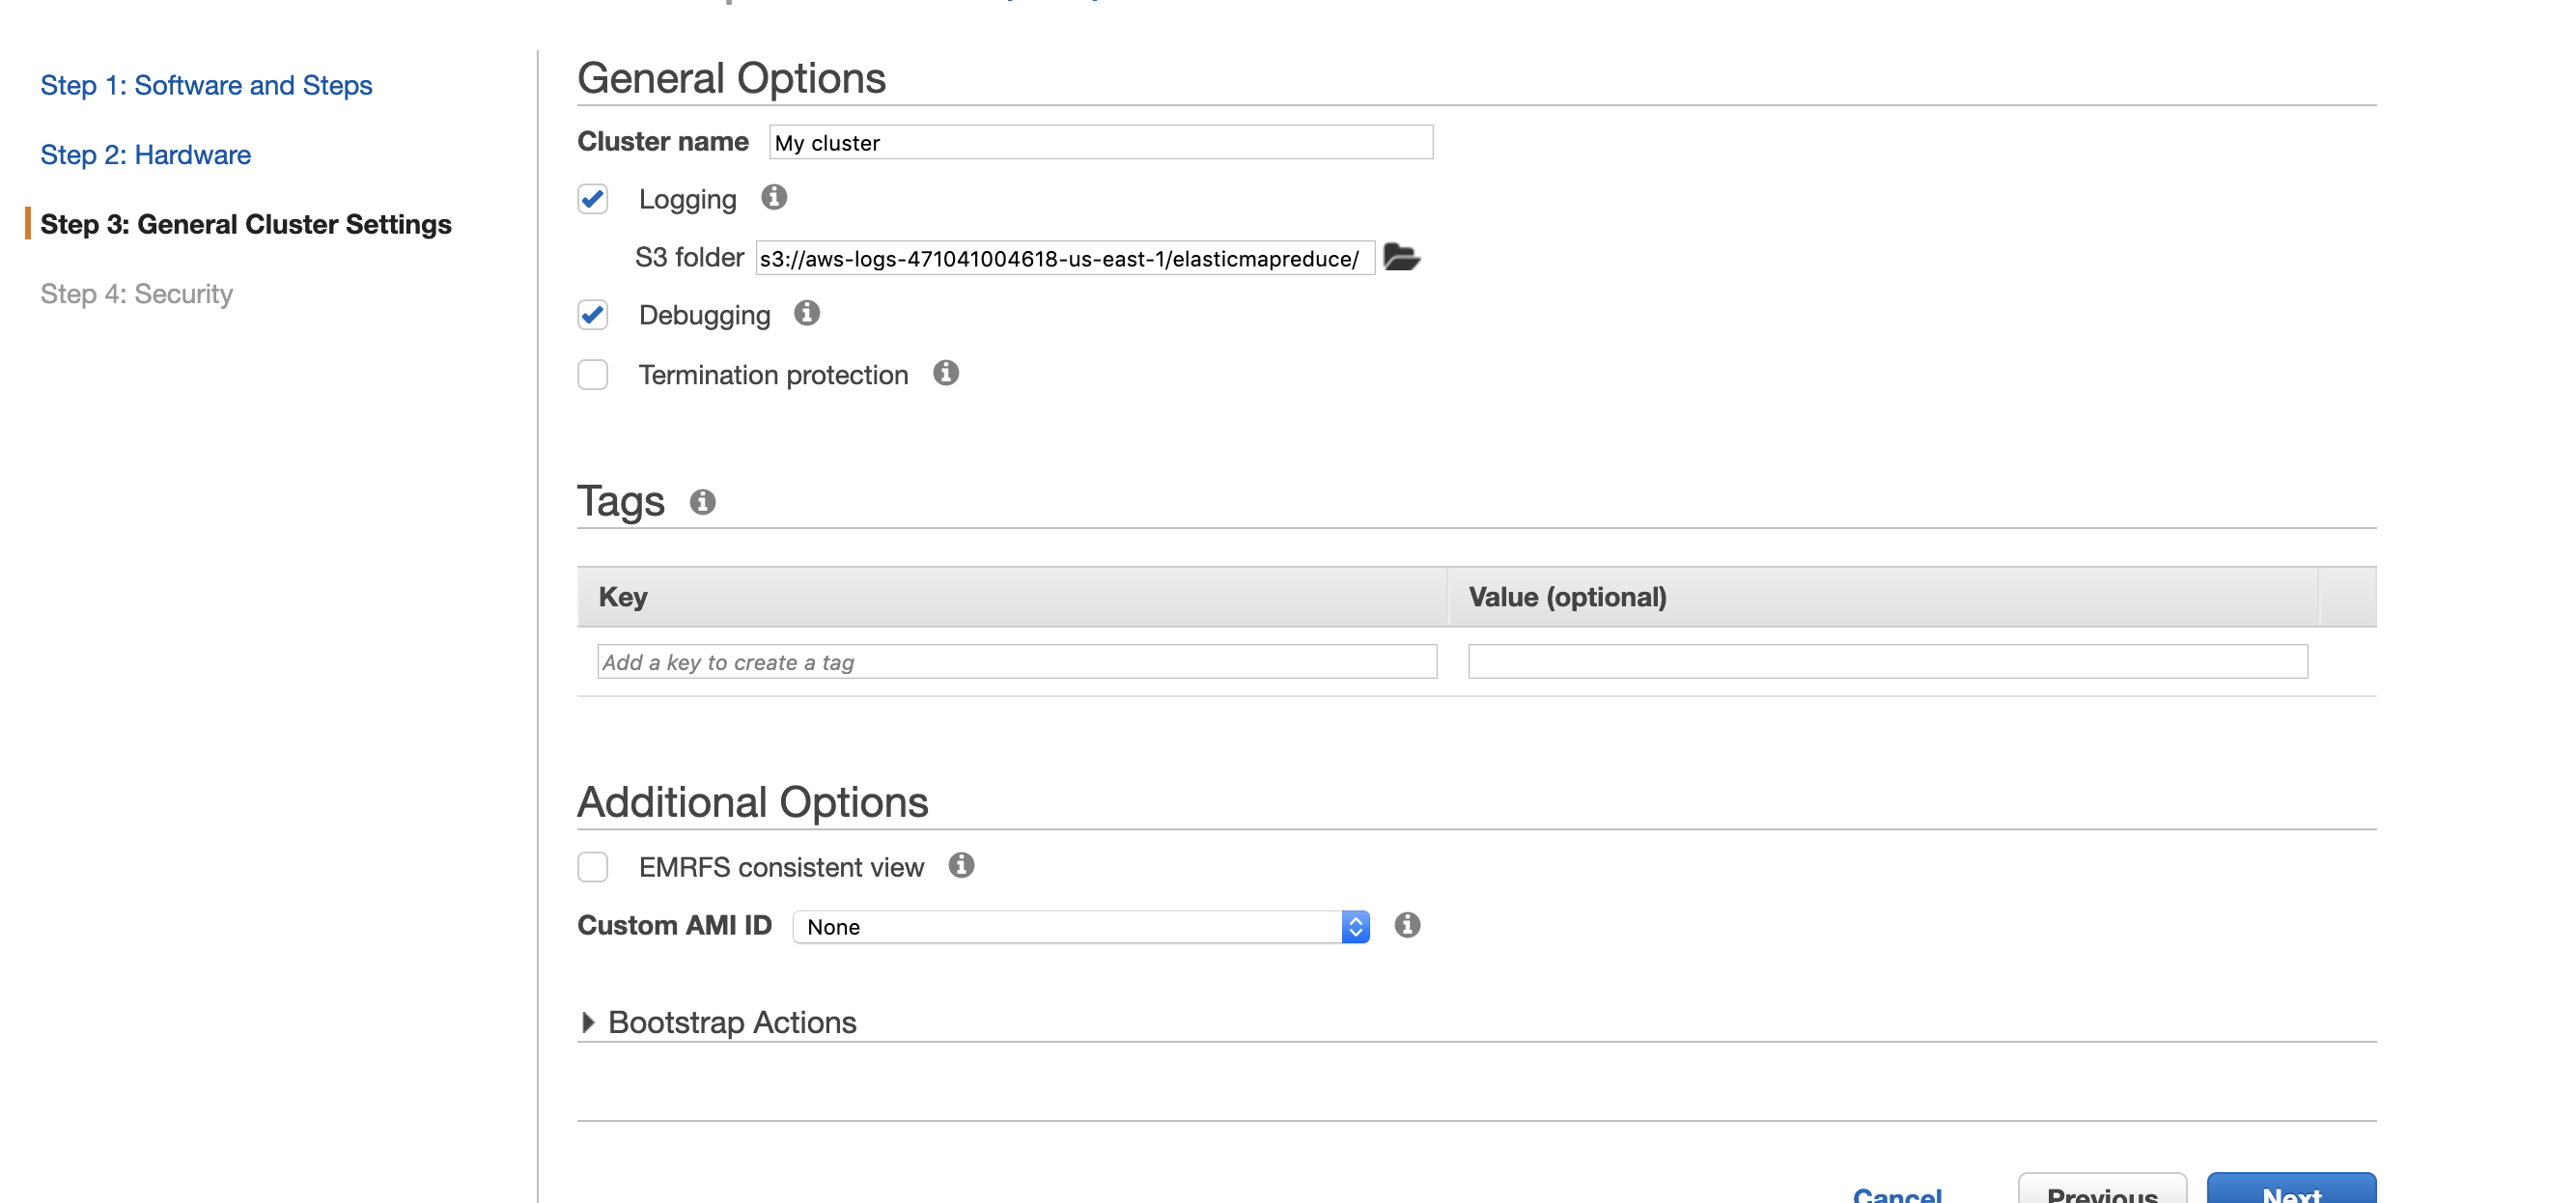 Step 1: Software and Steps
Step 2: Hardware
Step 3: General Cluster Settings
Step 4: Security
General Options
Cluster name My cluster
Logging
S3 folder s3://aws-logs-471041004618-us-east-1/elasticmapreduce/
Debugging
Termination protection
Tags
Key Value (optional)
Add a key to create a tag
Additional Options
EMRFS consistent view
Custom AMI ID None
Bootstrap Actions
Cancel Previous Next